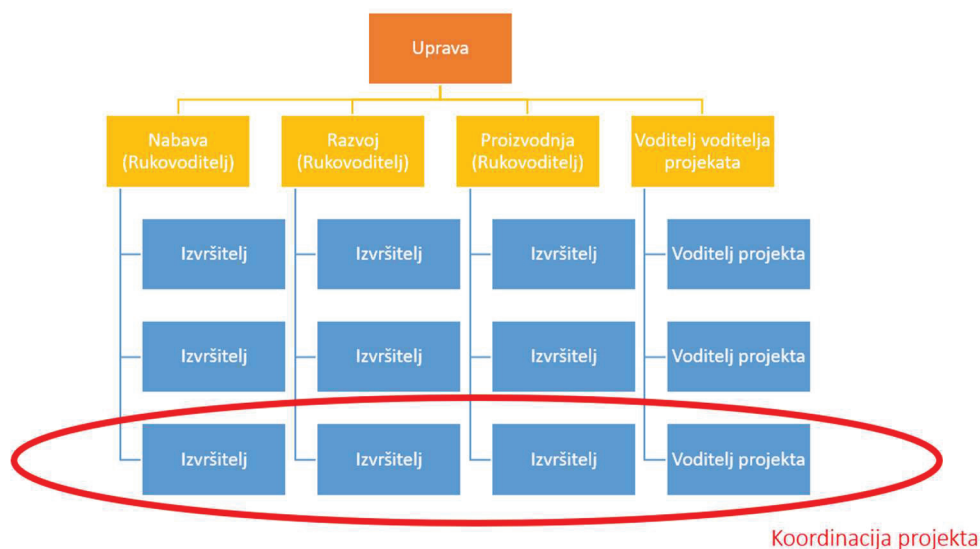 Uprava
Nabava
(Rukovoditelj)
Razvoj
(Rukovoditelj)
Proizvodnja
(Rukovoditelj)
Voditelj voditelja
projekata
Izvršitelj
Izvršitelj
Izvršitelj
Voditelj projekta
Izvršitelj
Izvršitelj
Izvršitelj
Voditelj projekta
Izvršitelj
Izvršitelj
Izvršitelj
Voditelj projekta
Koordinacija projekta